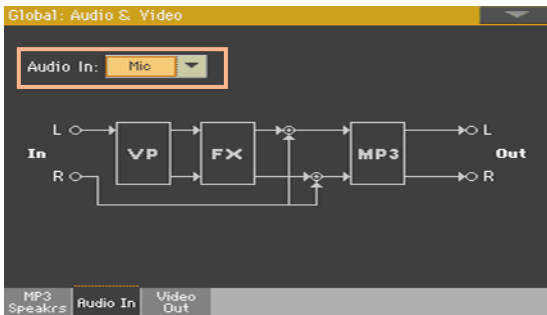 Global: Audio & Video
Audio In: Mic
L
L
In
VP
FX
MP3
Out
R
R
MP3 Speakrs
Audio In
Video Out